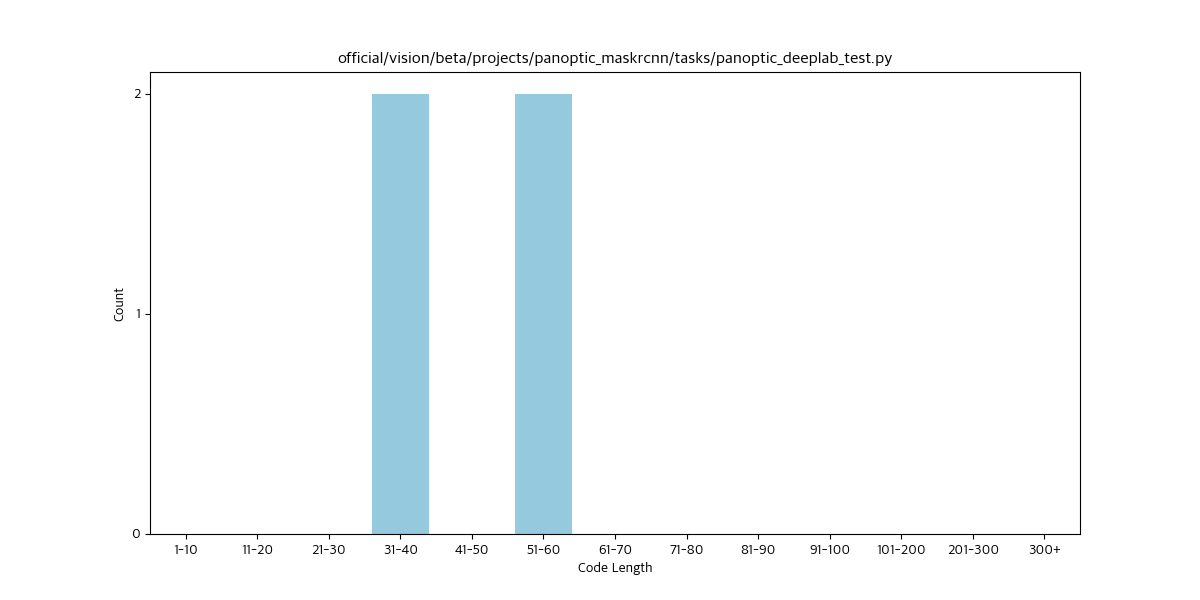 official/vision/beta/projects/panoptic_maskrcnn/tasks/panoptic_deeplab_test.py
2
1
0
Count
1-10 11-20 21-30 31-40 41-50 51-60 61-70 71-80 81-90 91-100 101-200 201-300 300+
Code Length